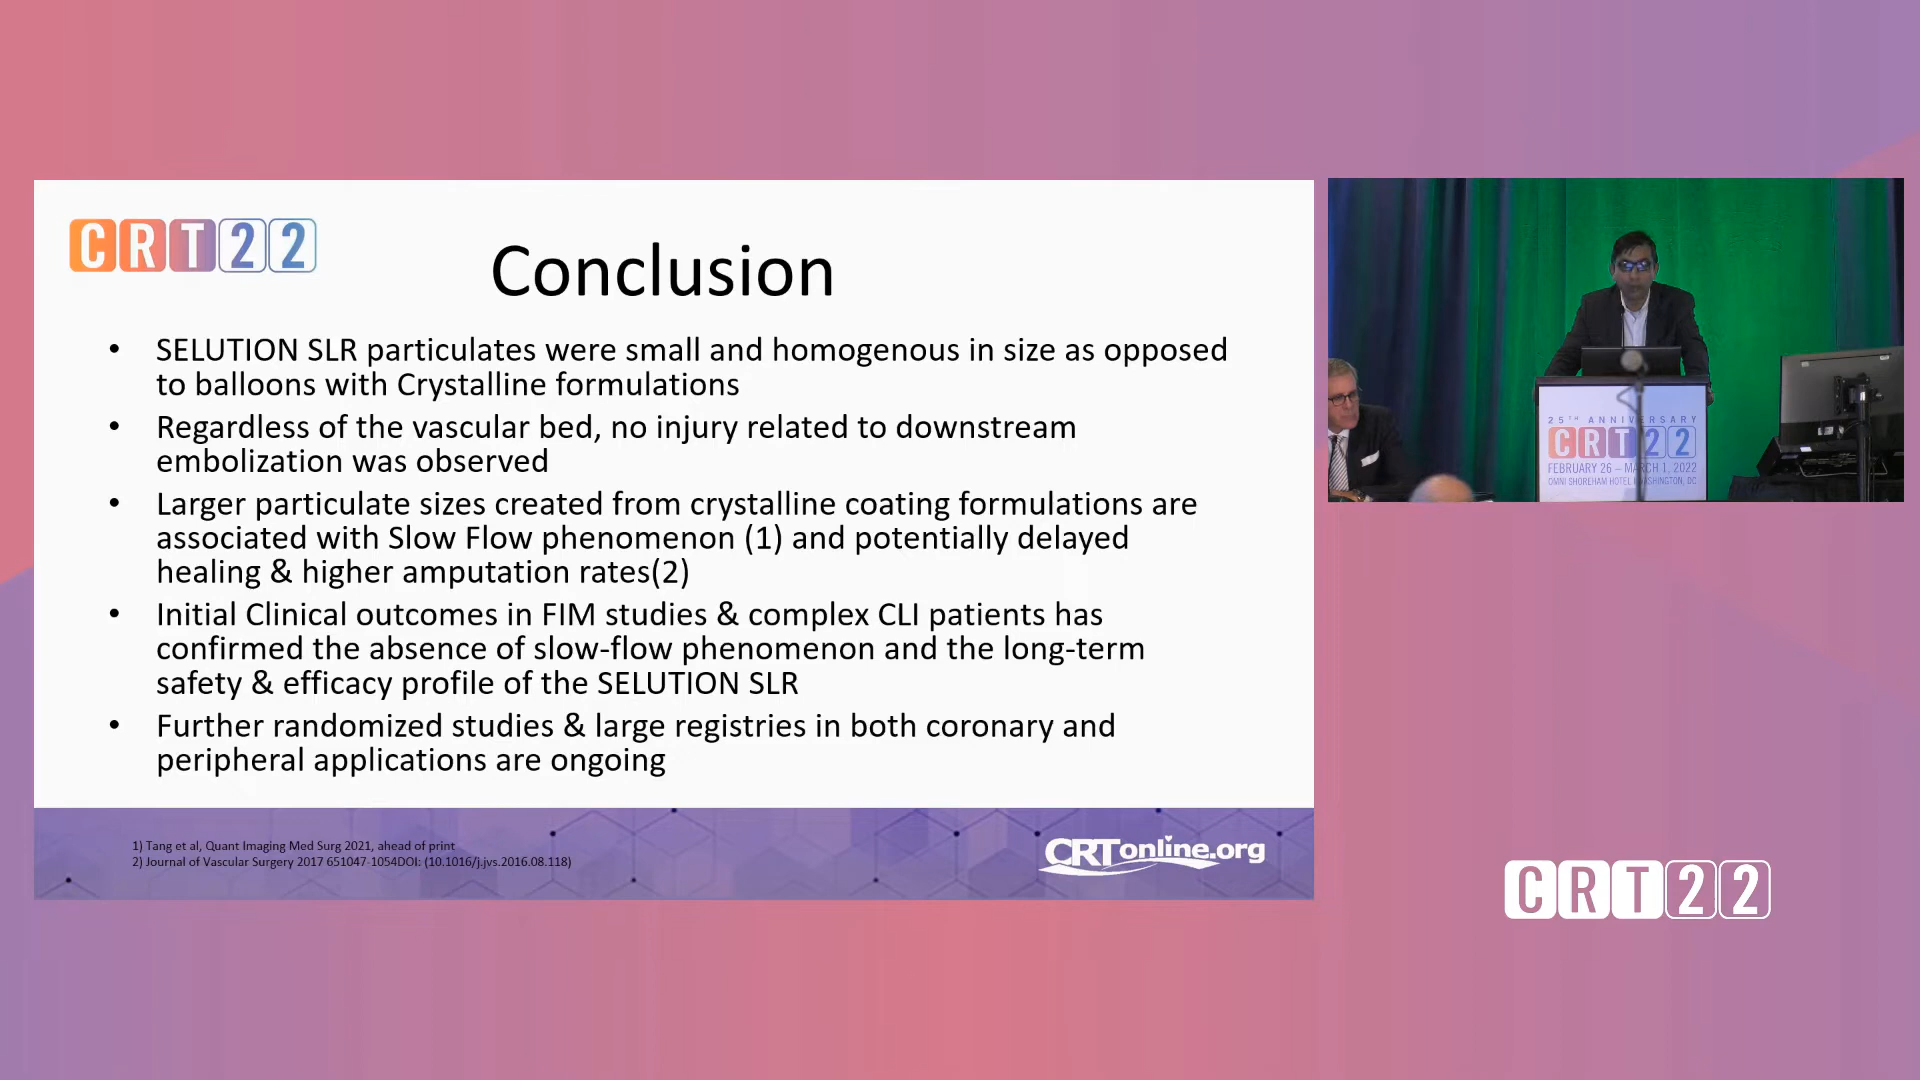 CRT22
Conclusion
• SELUTION SLR particulates were small and homogenous in size as opposed
to balloons with Crystalline formulations
• Regardless of the vascular bed, no injury related to downstream
embolization was observed
• Larger particulate sizes created from crystalline coating formulations are
associated with Slow Flow phenomenon (1) and potentially delayed
healing & higher amputation rates(2)
• Initial Clinical outcomes in FIM studies & complex CLI patients has
confirmed the absence of slow-flow phenomenon and the long-term
safety & efficacy profile of the SELUTION SLR
• Further randomized studies & large registries in both coronary and
peripheral applications are ongoing
1) Tang et al, Quant Imaging Med Surg 2021, ahead of print
2) Journal of Vascular Surgery 2017 651047-1054DOI: (10.1016/j.jvs.2016.08.118)
CRTonline.org
25TH ANNIVERSARY
CRT22
FEBRUARY 26 – MARCH 1, 2022
OMNI SHOREHAM HOTEL WASHINGTON, DC
CRT22